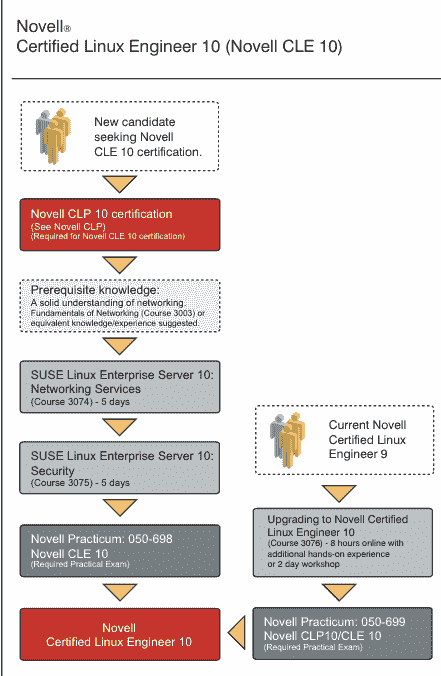 Novell®
Certified Linux Engineer 10 (Novell CLE 10)
New candidate
seeking Novell
CLE 10 certification.
Novell CLP 10 certification
(See Novell CLP)
(Required for Novell CLE 10 certification)
Prerequisite knowledge:
A solid understanding of networking.
Fundamentals of Networking (Course 3003) or
equivalent knowledge/experience suggested.
SUSE Linux Enterprise Server 10:
Networking Services
(Course 3074) - 5 days
SUSE Linux Enterprise Server 10:
Security
(Course 3075) - 5 days
Novell Practicum: 050-698
Novell CLE 10
(Required Practical Exam)
Novell
Certified Linux Engineer 10
Current Novell
Certified Linux
Engineer 9
Upgrading to Novell Certified
Linux Engineer 10
(Course 3076) - 8 hours online with
additional hands-on experience
or 2 day workshop
Novell Practicum: 050-699
Novell CLP10/CLE 10
(Required Practical Exam)